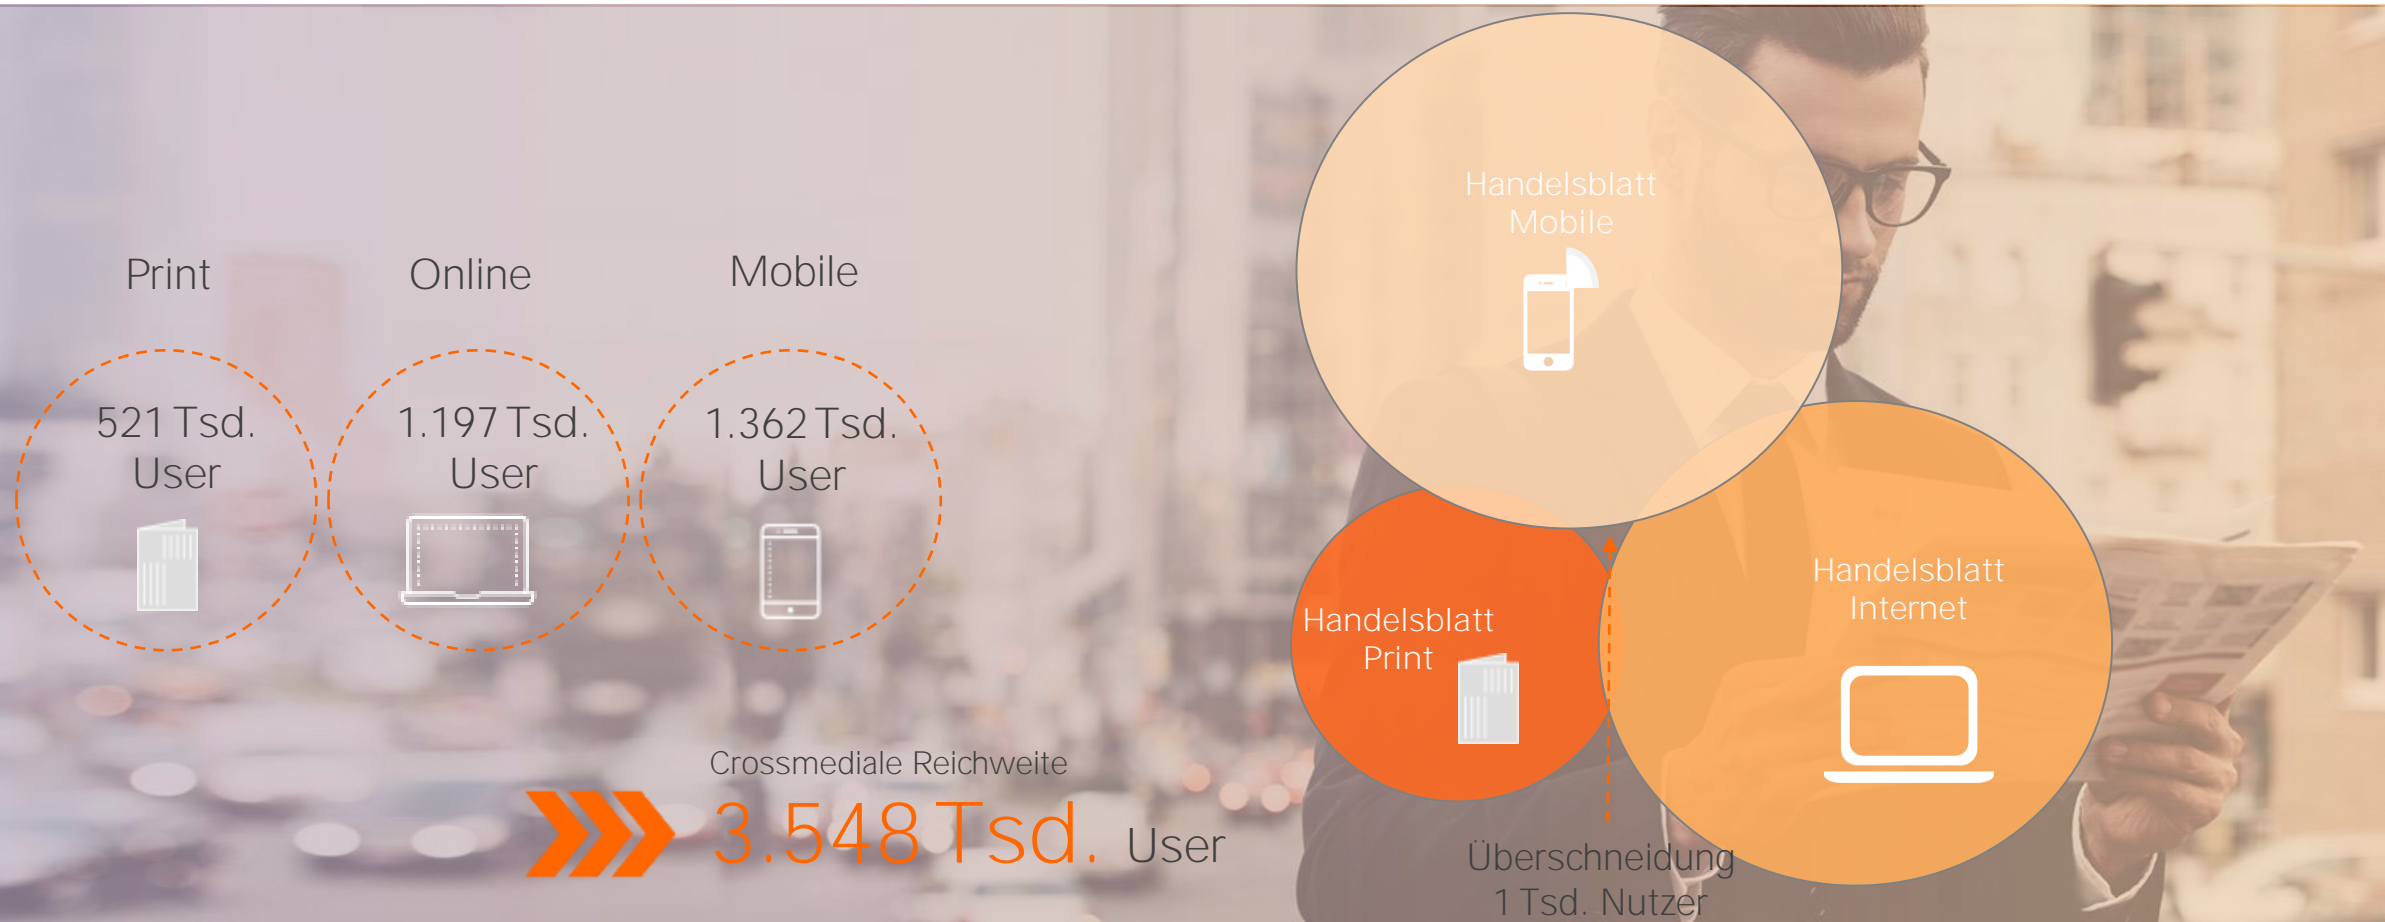 Print
Online
Mobile
521 Tsd.
User
1.197 Tsd.
User
1.362 Tsd.
User
Crossmediale Reichweite
3.548 Tsd. User
Handelsblatt
Mobile
Handelsblatt
Print
Handelsblatt
Internet
Überschneidung
1 Tsd. Nutzer